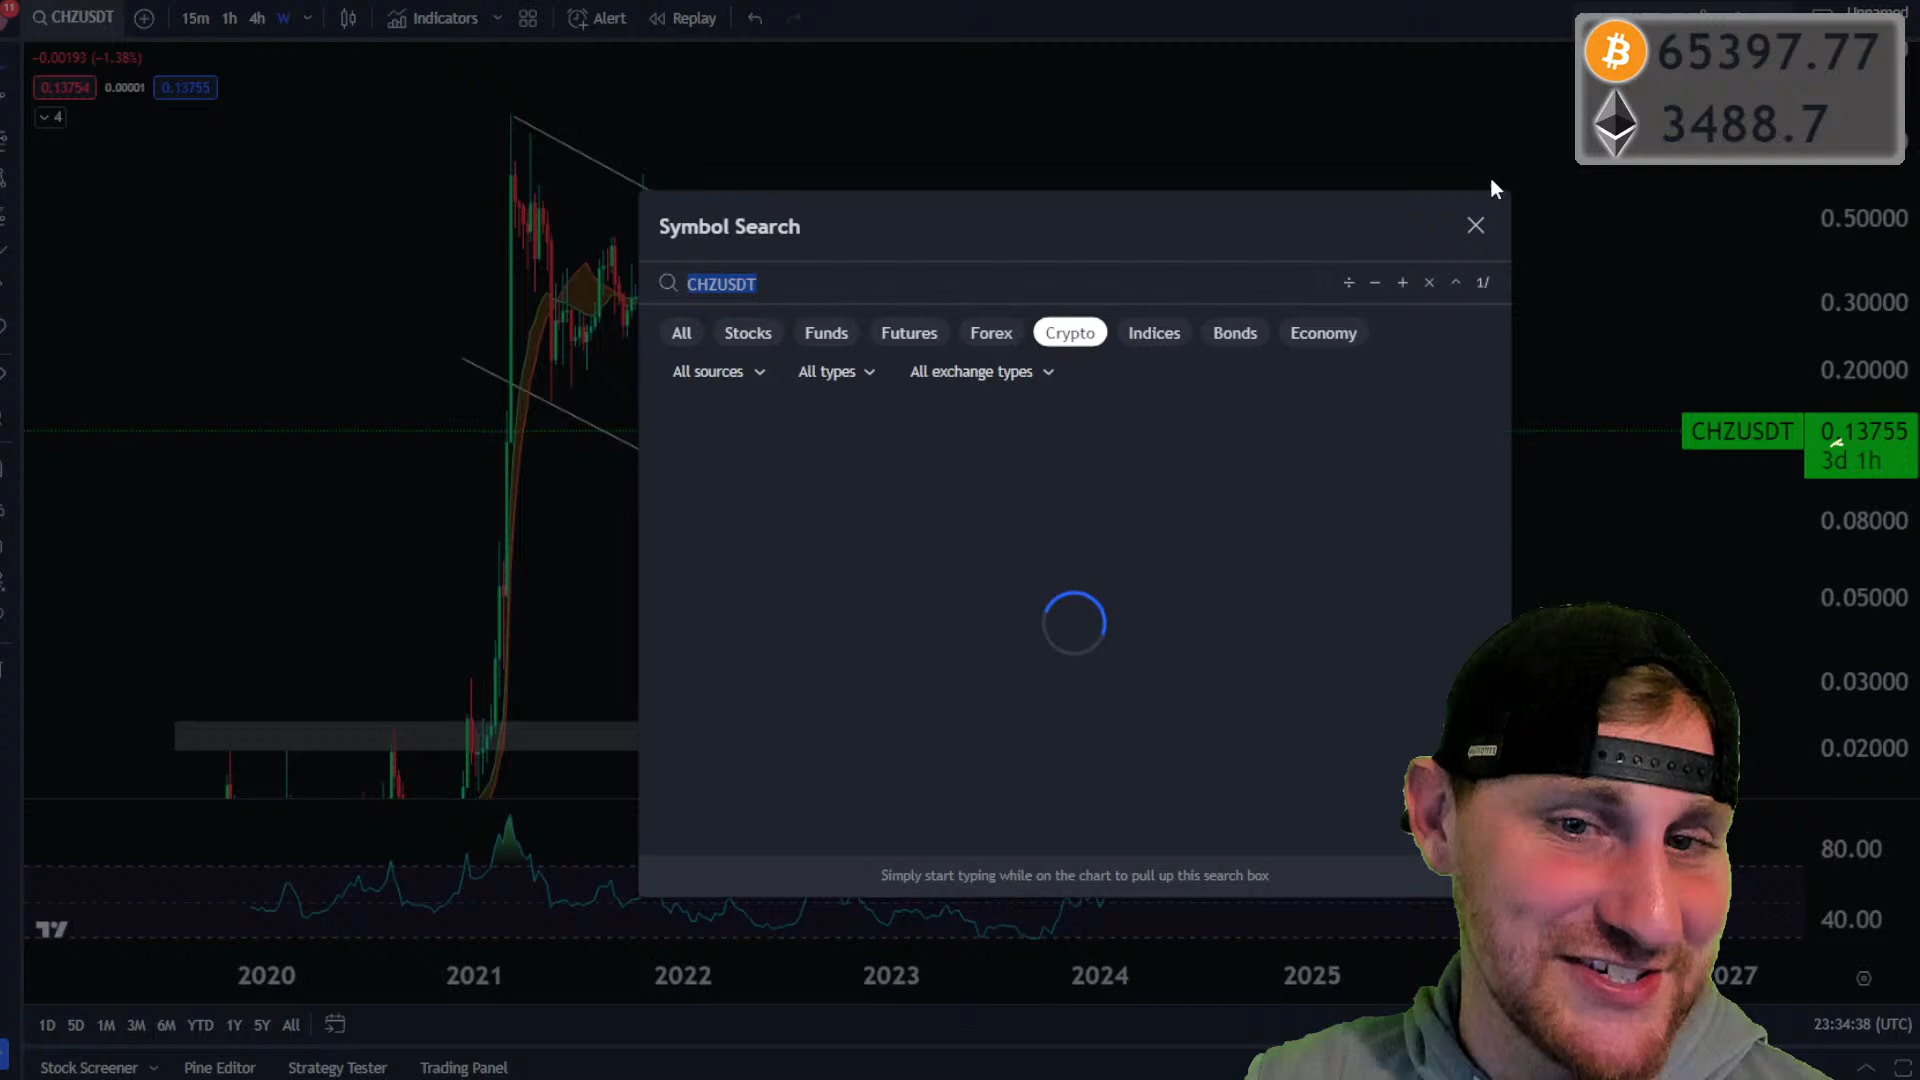 11
CHZUSDT
15m 1h 4h W
Indicators
Alert
Replay
Unnamed
−0.00193 (−1.38%)
0.13754 0.00001 0.13755
4
65397.77
3488.7
Symbol Search
CHZUSDT
÷ − + × ^ 1/
All Stocks Funds Futures Forex Crypto Indices Bonds Economy
All sources All types All exchange types
Simply start typing while on the chart to pull up this search box
0.50000
0.30000
0.20000
CHZUSDT 0.13755
3d 1h
0.08000
0.05000
0.03000
0.02000
80.00
40.00
2020 2021 2022 2023 2024 2025 027
1D 5D 1M 3M 6M YTD 1Y 5Y All
23:34:38 (UTC)
Stock Screener Pine Editor Strategy Tester Trading Panel